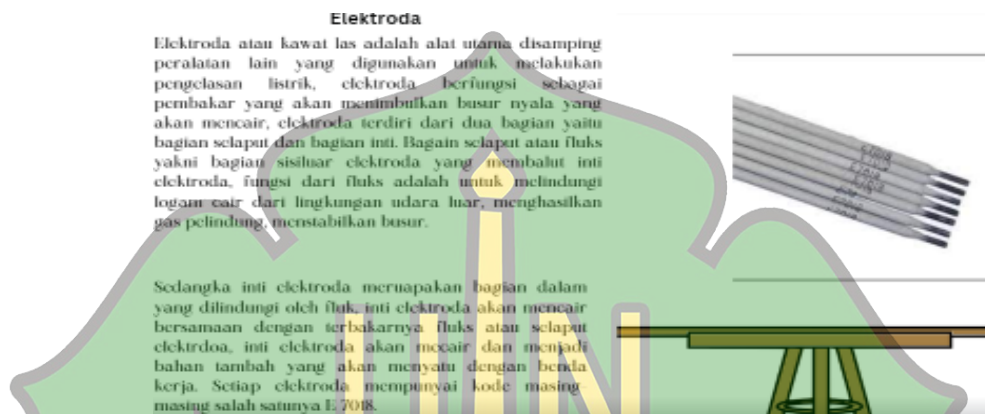 Elektroda
Elektroda atau kawat las adalah alat utama disamping
peralatan lain yang digunakan untuk melakukan
pengelasan listrik, elektroda berfungsi sebagai
pembakar yang akan menimbulkan busur nyala yang
akan mencair, elektroda terdiri dari dua bagian yaitu
bagian selaput dan bagian inti. Bagain selaput atau fluks
yakni bagian sisiluar elektroda yang membalut inti
elektroda, fungsi dari fluks adalah untuk melindungi
logam cair dari lingkungan udara luar, menghasilkan
gas pelindung, menstabilkan busur.
Sedangka inti elektroda meruapakan bagian dalam
yang dilindungi oleh fluk, inti elektroda akan mencair
bersamaan dengan terbakarnya fluks atau selaput
elektrdoa, inti elektroda akan mecair dan menjadi
bahan tambah yang akan menyatu dengan benda
kerja. Setiap elektroda mempunyai kode masing-
masing salah satunya E 7018.
UIN